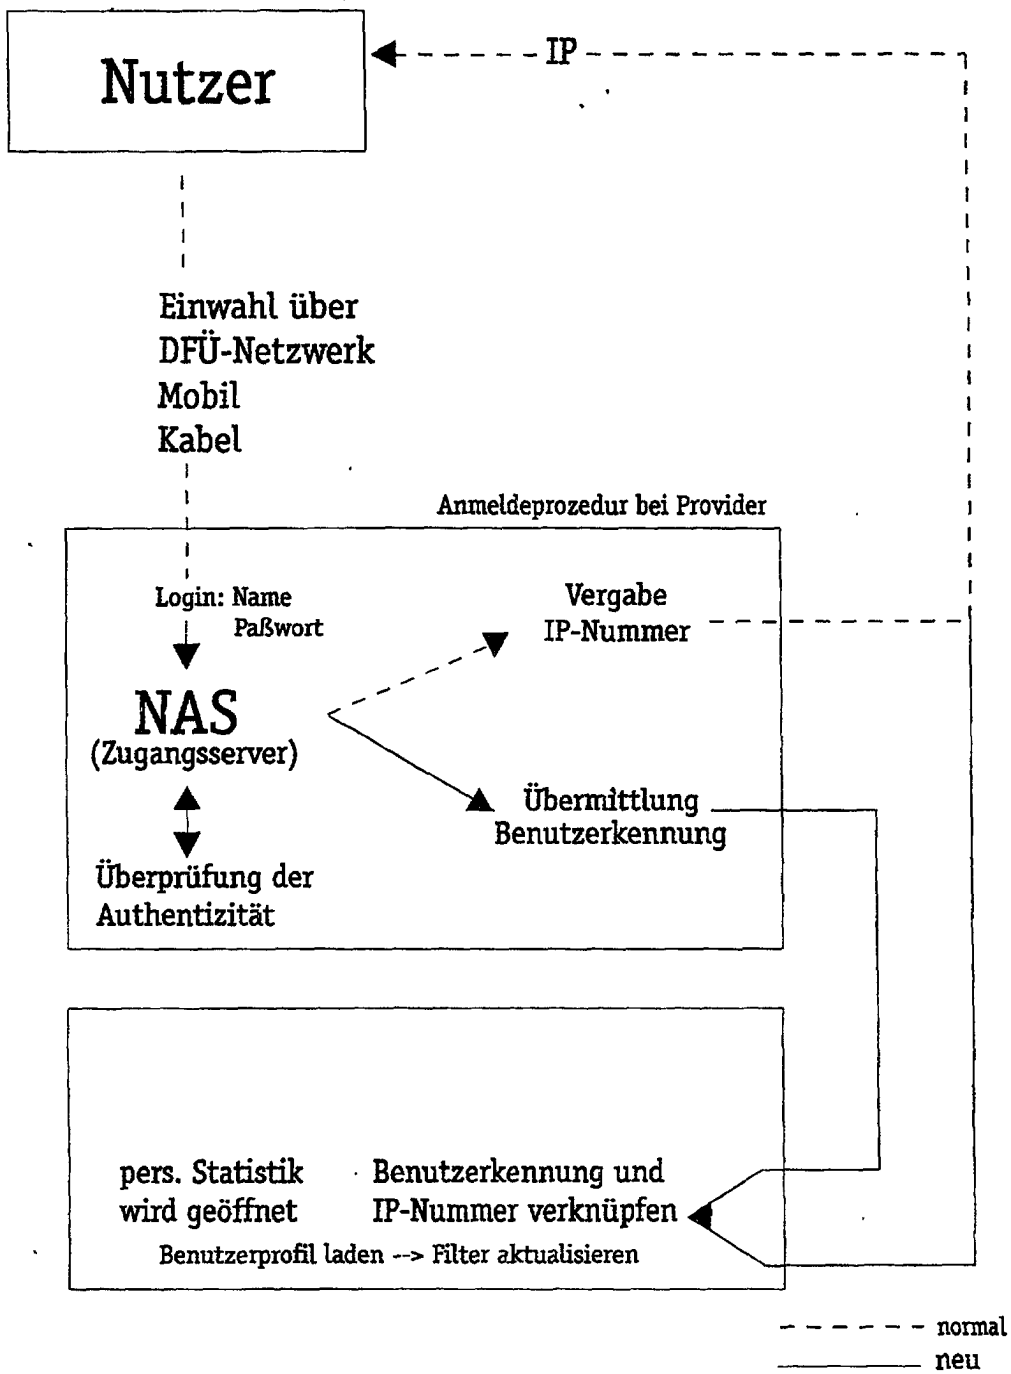 Nutzer
IP
Einwahl über
DFÜ-Netzwerk
Mobil
Kabel
Anmeldeprozedur bei Provider
Login: Name
Paßwort
Vergabe
IP-Nummer
NAS
(Zugangsserver)
Übermittlung
Benutzerkennung
Überprüfung der
Authentizität
pers. Statistik
wird geöffnet
Benutzerkennung und
IP-Nummer verknüpfen
Benutzerprofil laden --> Filter aktualisieren
normal
neu